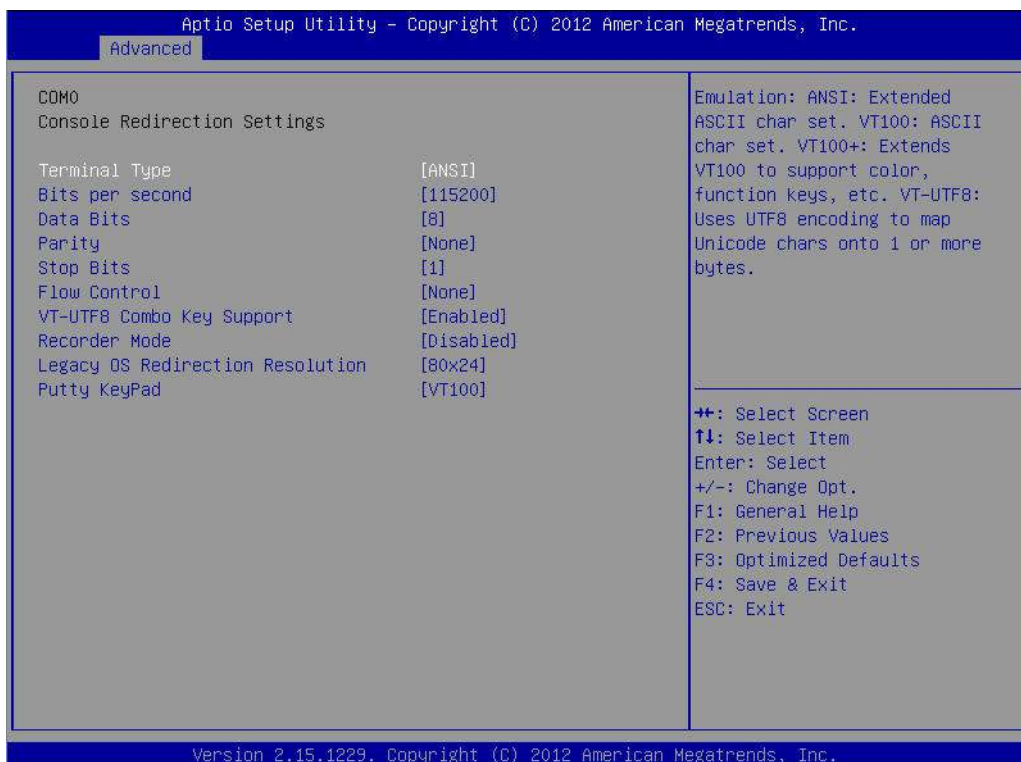 Aptio Setup Utility – Copyright (C) 2012 American Megatrends, Inc.
Advanced
COM0
Console Redirection Settings
Terminal Type [ANSI]
Bits per second [115200]
Data Bits [8]
Parity [None]
Stop Bits [1]
Flow Control [None]
VT-UTF8 Combo Key Support [Enabled]
Recorder Mode [Disabled]
Legacy OS Redirection Resolution [80x24]
Putty KeyPad [VT100]
Emulation: ANSI: Extended
ASCII char set. VT100: ASCII
char set. VT100+: Extends
VT100 to support color,
function keys, etc. VT-UTF8:
Uses UTF8 encoding to map
Unicode chars onto 1 or more
bytes.
→←: Select Screen
↑↓: Select Item
Enter: Select
+/-: Change Opt.
F1: General Help
F2: Previous Values
F3: Optimized Defaults
F4: Save & Exit
ESC: Exit
Version 2.15.1229. Copyright (C) 2012 American Megatrends, Inc.